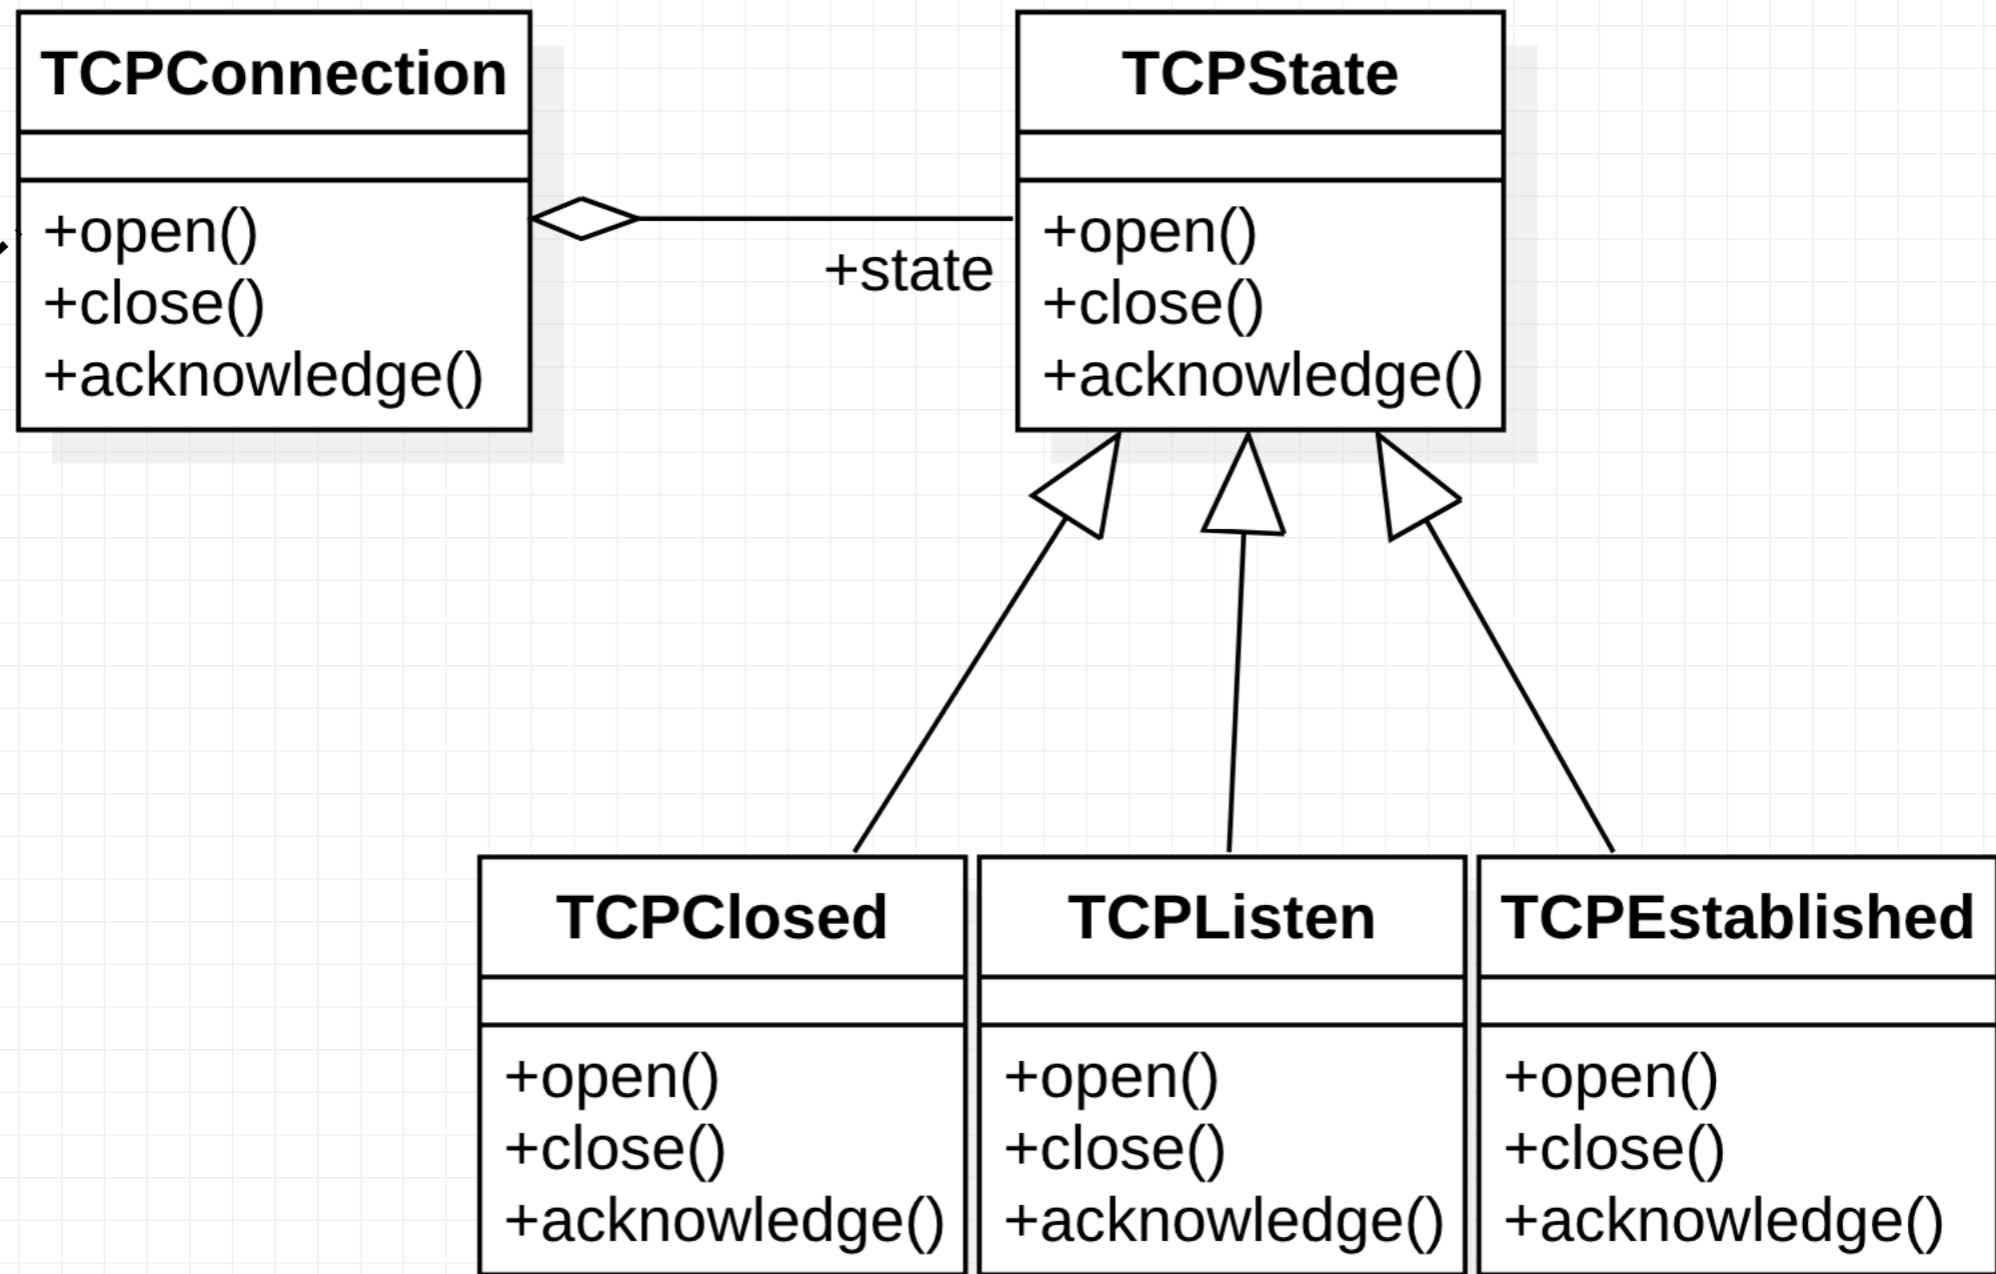 TCPConnection
+open()
+close()
+acknowledge()
+state
TCPState
+open()
+close()
+acknowledge()
TCPClosed
+open()
+close()
+acknowledge()
TCPListen
+open()
+close()
+acknowledge()
TCPEstablished
+open()
+close()
+acknowledge()